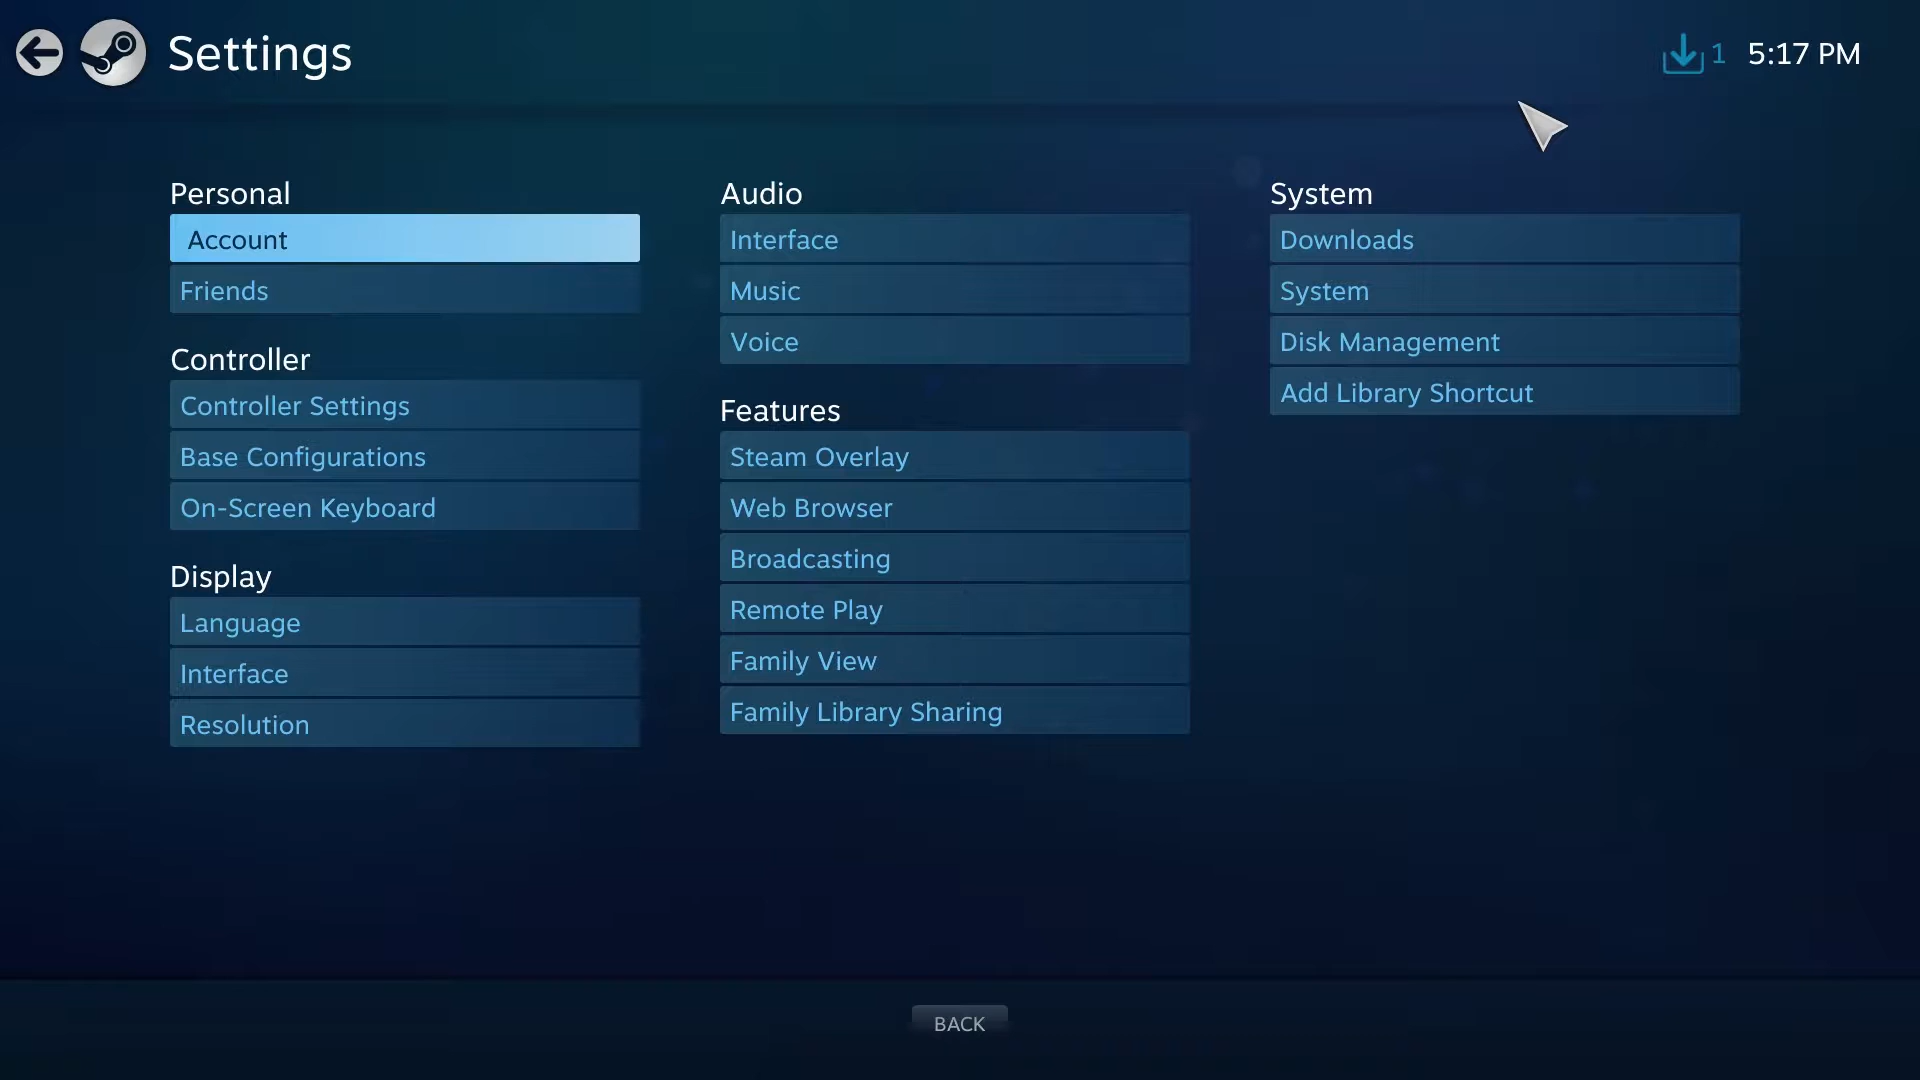 Settings
1 5:17 PM
Personal
Account
Friends
Controller
Controller Settings
Base Configurations
On-Screen Keyboard
Display
Language
Interface
Resolution
Audio
Interface
Music
Voice
Features
Steam Overlay
Web Browser
Broadcasting
Remote Play
Family View
Family Library Sharing
System
Downloads
System
Disk Management
Add Library Shortcut
BACK